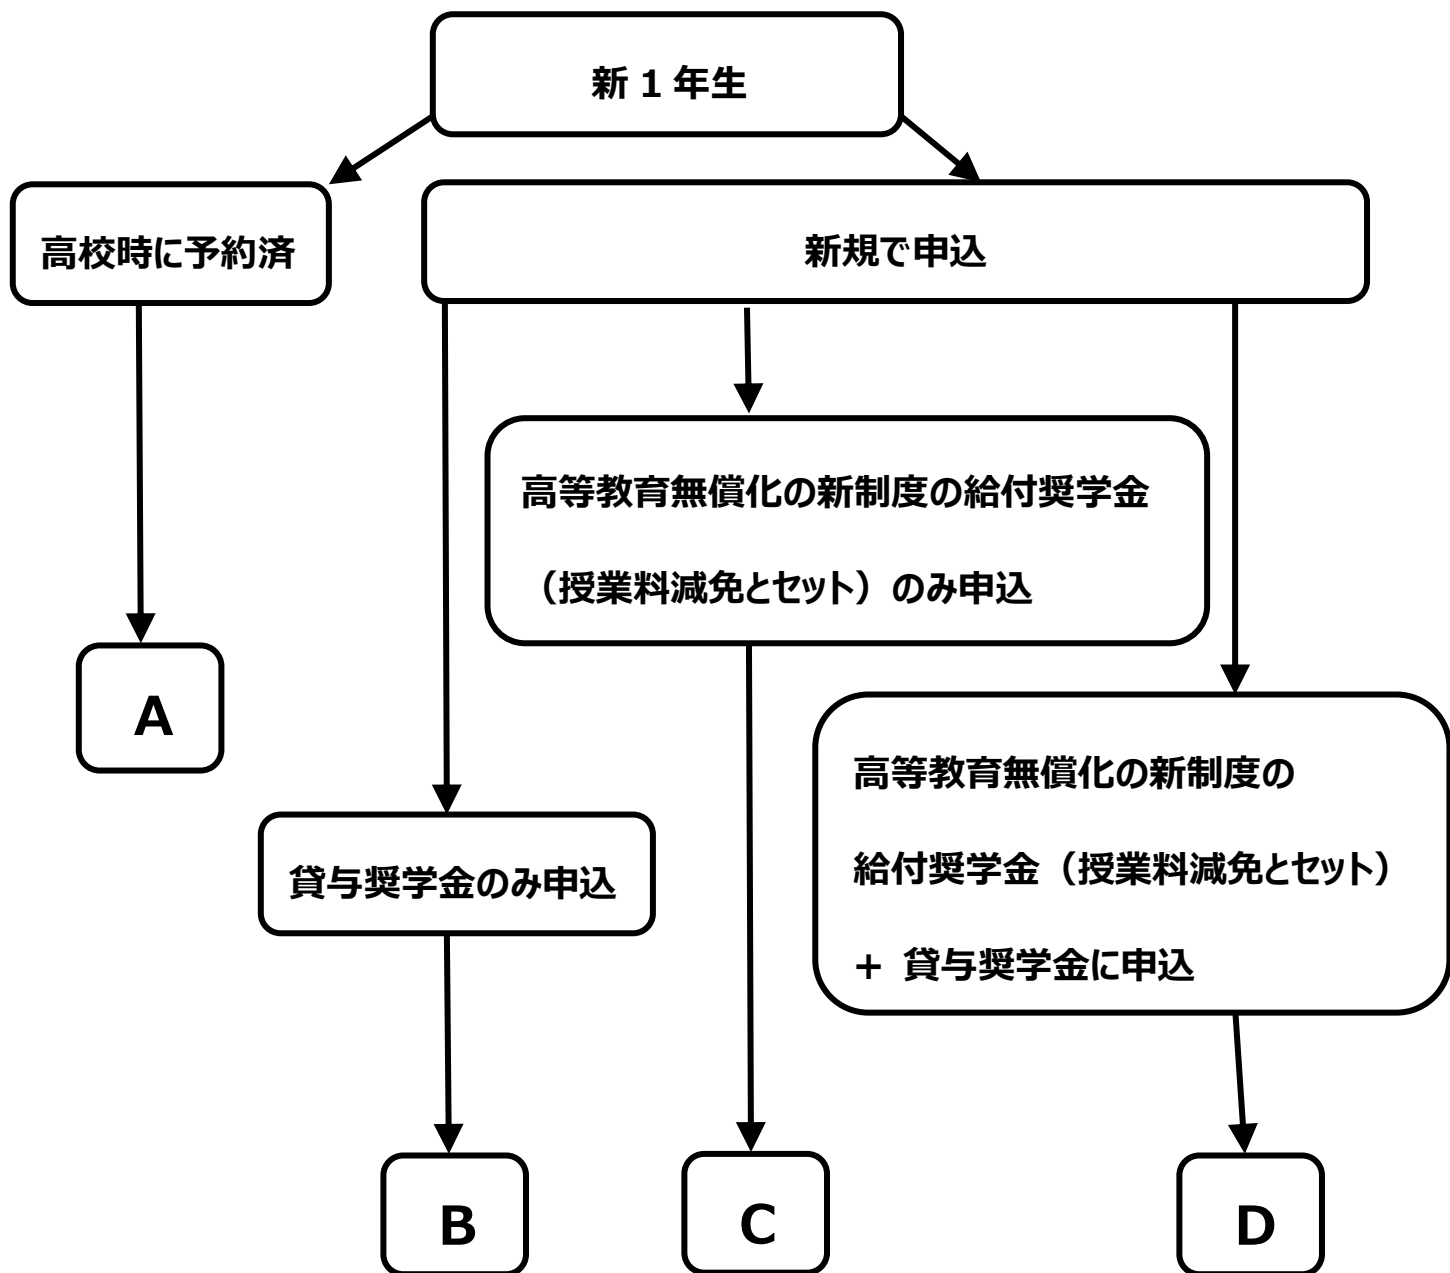 新 1 年生
高校時に予約済
新規で申込
高等教育無償化の新制度の給付奨学金
（授業料減免とセット）のみ申込
A
高等教育無償化の新制度の
給付奨学金（授業料減免とセット）
+ 貸与奨学金に申込
貸与奨学金のみ申込
B
C
D